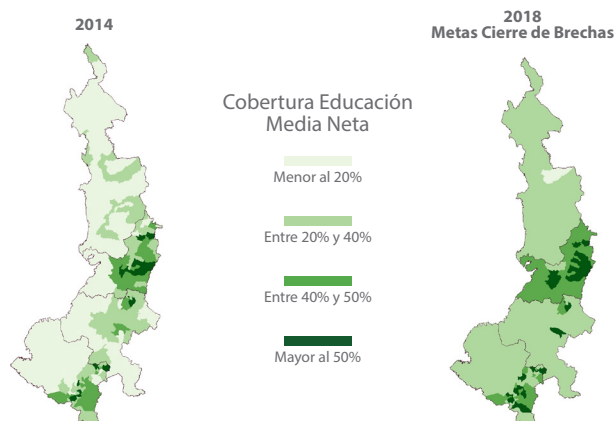 2014
2018
Metas Cierre de Brechas
Cobertura Educación
Media Neta
Menor al 20%
Entre 20% y 40%
Entre 40% y 50%
Mayor al 50%